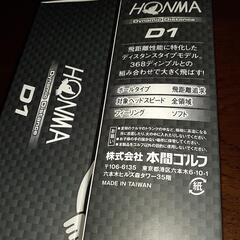 HONMA
Dynamic Distance
D1
飛距離性能に特化した
ディスタンスタイプモデル。
368ディンプルとの
組み合わせで大きく飛ばす!
ボールタイプ 飛距離追求
対象ヘッドスピード 全領域
フィーリング ソフト
株式会社 本間ゴルフ
〒106-6135 東京都港区六本木6-10-1
六本木ヒルズ森タワー35階
MADE IN TAIWAN
紙
HONMA
Dynamic Distance
D1